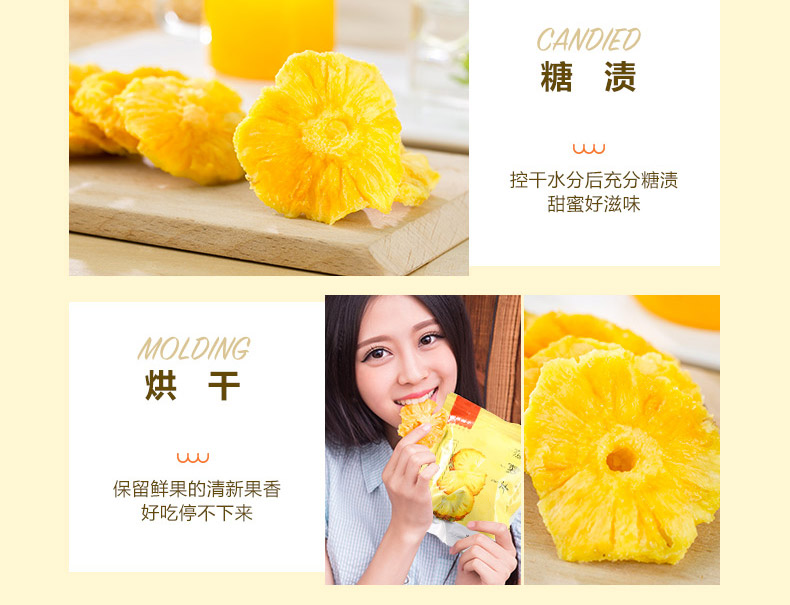 CANDIED
糖 渍
控干水分后充分糖渍
甜蜜好滋味
MOLDING
烘 干
保留鲜果的清新果香
好吃停不下来